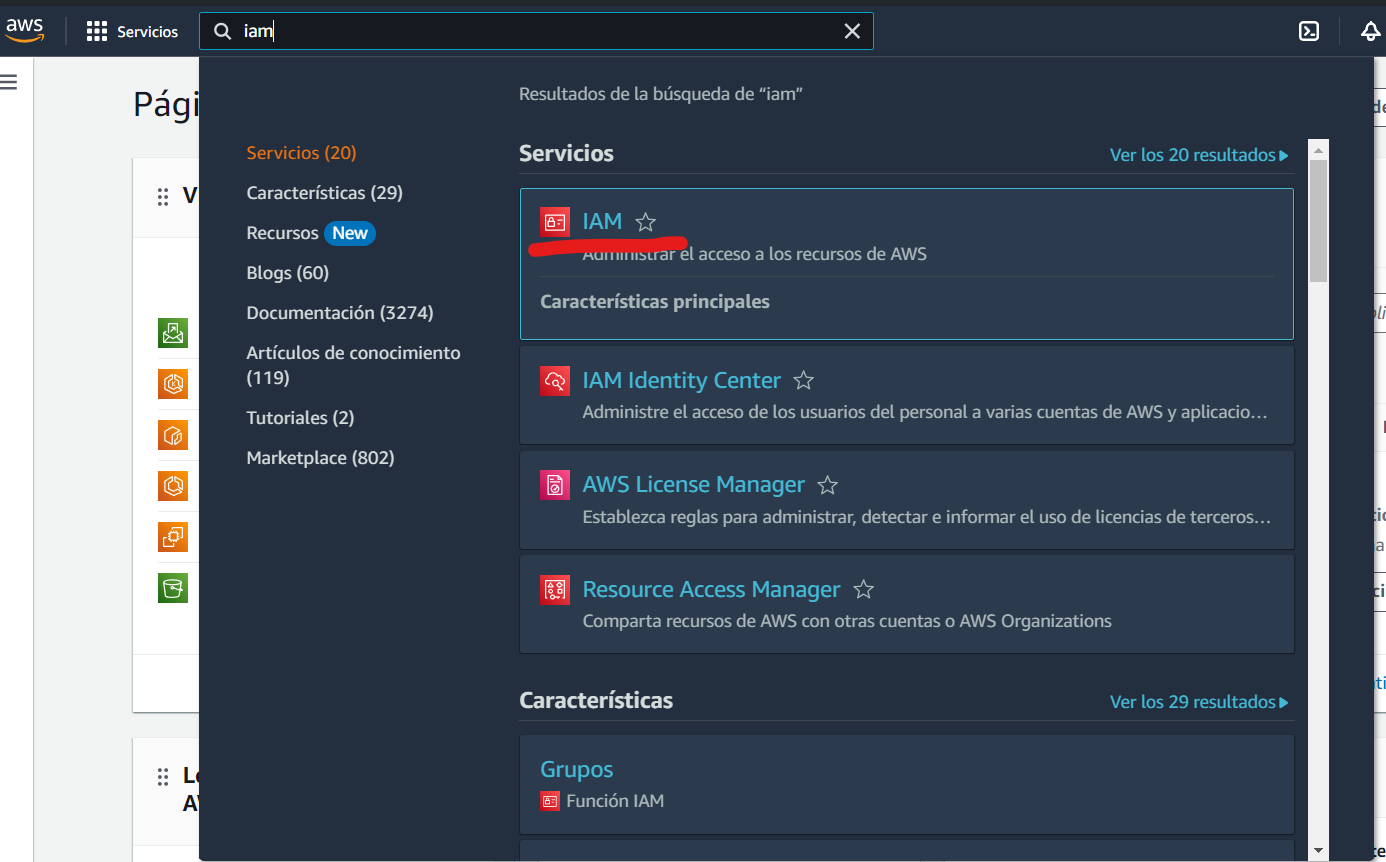 aws
Servicios
iam
Pági
Resultados de la búsqueda de “iam”
Servicios (20)
Características (29)
Recursos New
Blogs (60)
Documentación (3274)
Artículos de conocimiento
(119)
Tutoriales (2)
Marketplace (802)
Servicios
Ver los 20 resultados
IAM
Administrar el acceso a los recursos de AWS
Características principales
IAM Identity Center
Administre el acceso de los usuarios del personal a varias cuentas de AWS y aplicacio...
AWS License Manager
Establezca reglas para administrar, detectar e informar el uso de licencias de terceros...
Resource Access Manager
Comparta recursos de AWS con otras cuentas o AWS Organizations
Características
Ver los 29 resultados
Grupos
Función IAM